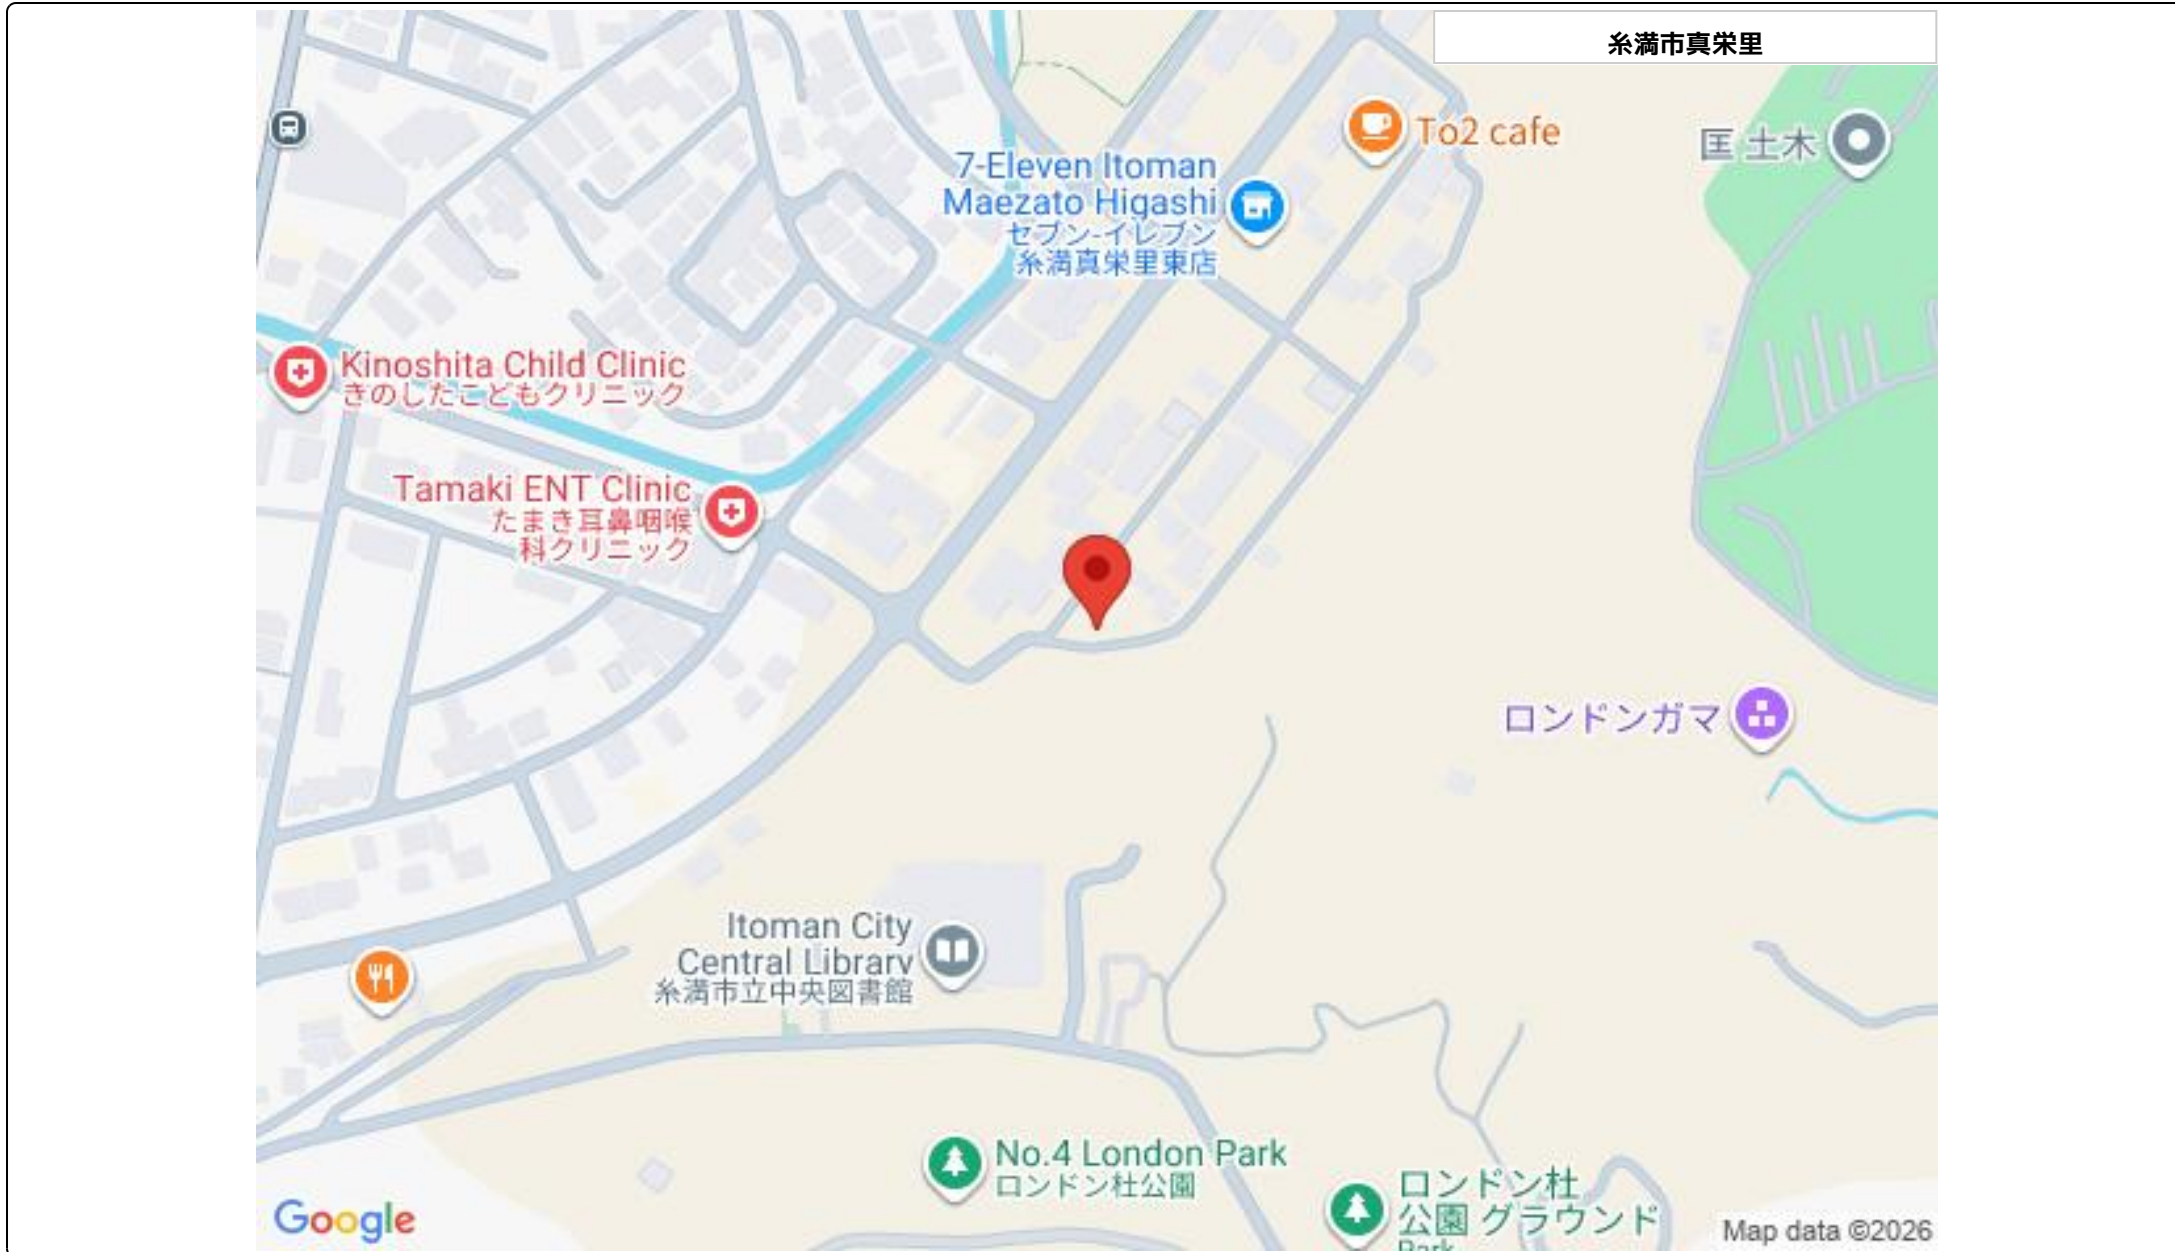 糸満市真栄里
To2 cafe
匡 土木
7-Eleven Itoman
Maezato Higashi
セブン-イレブン
糸満真栄里東店
Kinoshita Child Clinic
きのしたこどもクリニック
Tamaki ENT Clinic
たまき耳鼻咽喉
科クリニック
ロンドンガマ
Itoman City
Central Library
糸満市立中央図書館
No.4 London Park
ロンドン杜公園
ロンドン杜
公園 グラウンド
Park
Google
Map data ©2026